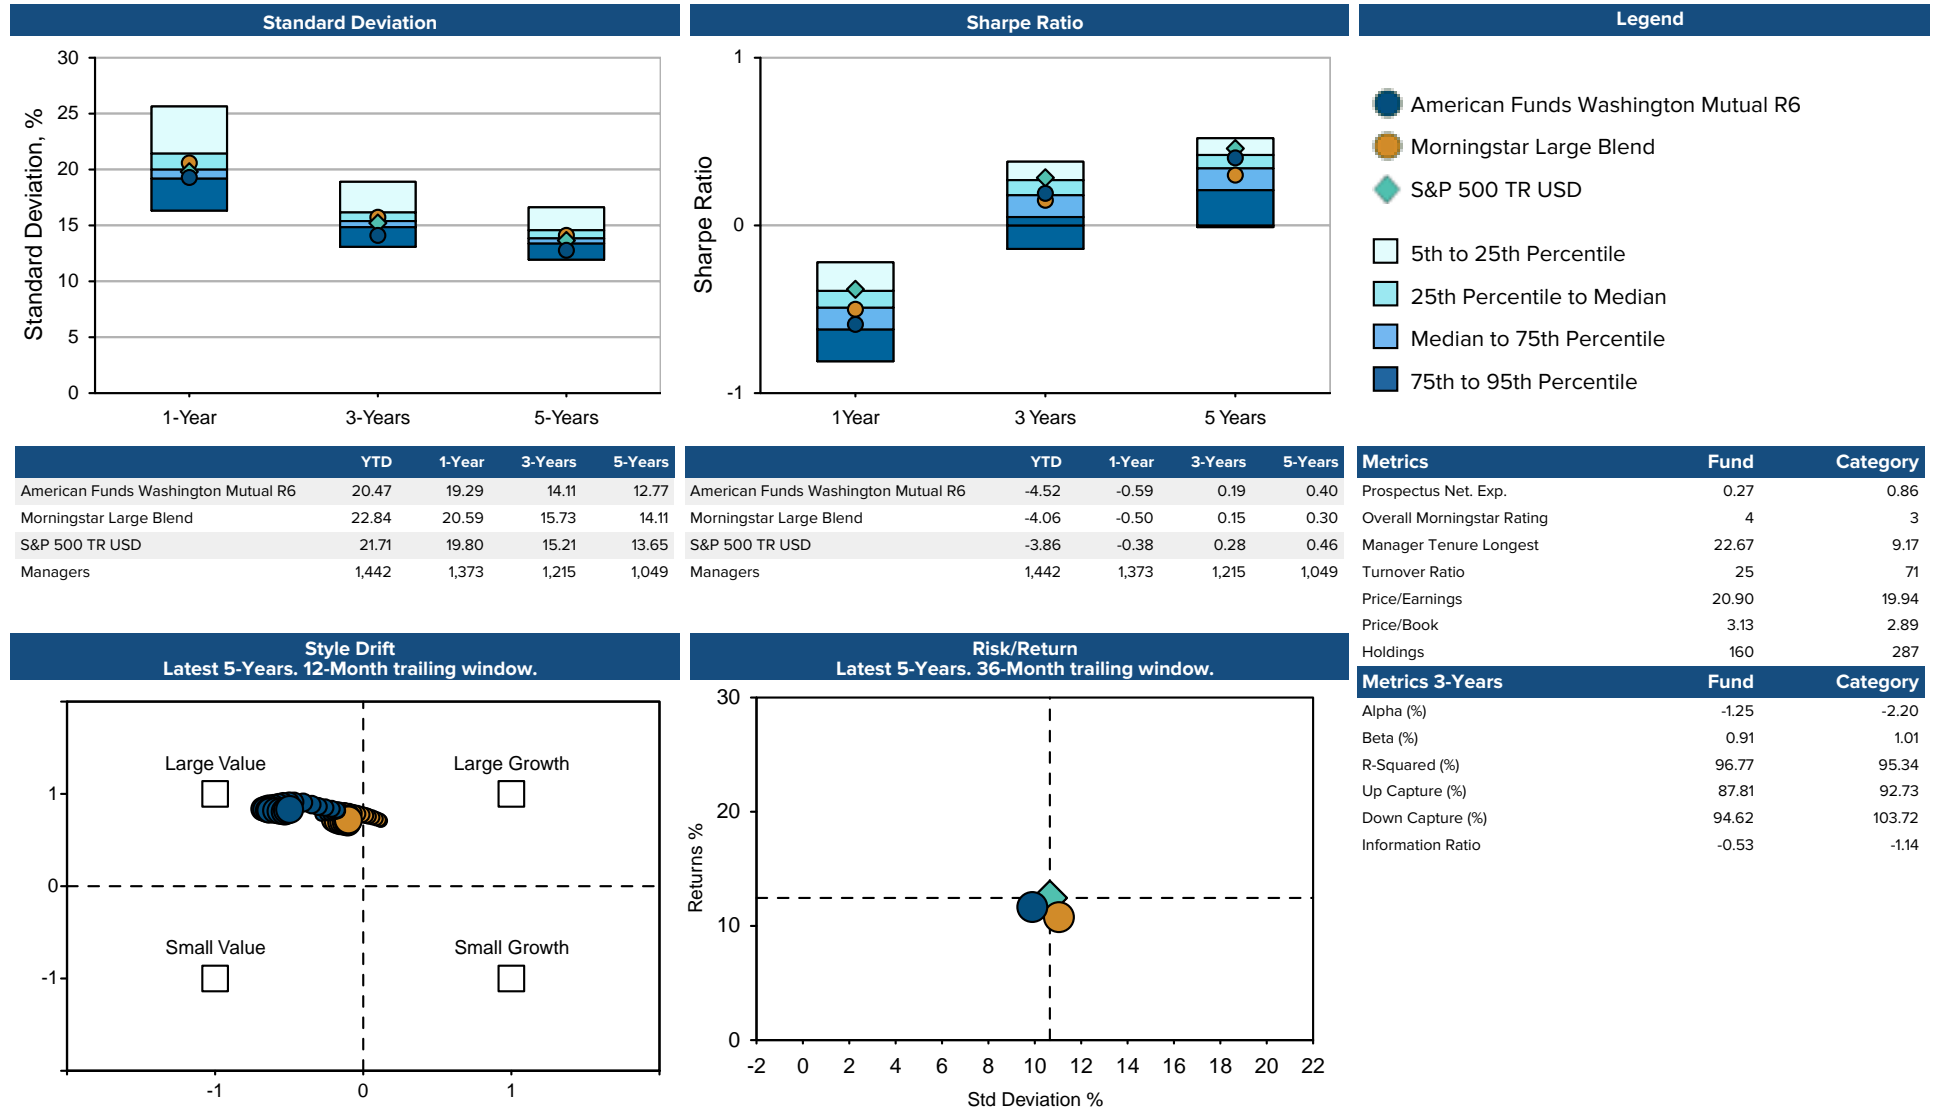 Standard Deviation
30
25
20
15
10
5
0
Standard Deviation, %
1-Year 3-Years 5-Years
Sharpe Ratio
1
0
-1
Sharpe Ratio
1Year 3 Years 5 Years
Legend
American Funds Washington Mutual R6
Morningstar Large Blend
S&P 500 TR USD
5th to 25th Percentile
25th Percentile to Median
Median to 75th Percentile
75th to 95th Percentile
YTD 1-Year 3-Years 5-Years
American Funds Washington Mutual R6 20.47 19.29 14.11 12.77
Morningstar Large Blend 22.84 20.59 15.73 14.11
S&P 500 TR USD 21.71 19.80 15.21 13.65
Managers 1,442 1,373 1,215 1,049
YTD 1-Year 3-Years 5-Years
American Funds Washington Mutual R6 -4.52 -0.59 0.19 0.40
Morningstar Large Blend -4.06 -0.50 0.15 0.30
S&P 500 TR USD -3.86 -0.38 0.28 0.46
Managers 1,442 1,373 1,215 1,049
Metrics Fund Category
Prospectus Net. Exp. 0.27 0.86
Overall Morningstar Rating 4 3
Manager Tenure Longest 22.67 9.17
Turnover Ratio 25 71
Price/Earnings 20.90 19.94
Price/Book 3.13 2.89
Holdings 160 287
Metrics 3-Years Fund Category
Alpha (%) -1.25 -2.20
Beta (%) 0.91 1.01
R-Squared (%) 96.77 95.34
Up Capture (%) 87.81 92.73
Down Capture (%) 94.62 103.72
Information Ratio -0.53 -1.14
Style Drift
Latest 5-Years. 12-Month trailing window.
Large Value Large Growth
1
0
Small Value Small Growth
-1
-1 0 1
Risk/Return
Latest 5-Years. 36-Month trailing window.
30
20
10
0
Returns %
-2 0 2 4 6 8 10 12 14 16 18 20 22
Std Deviation %